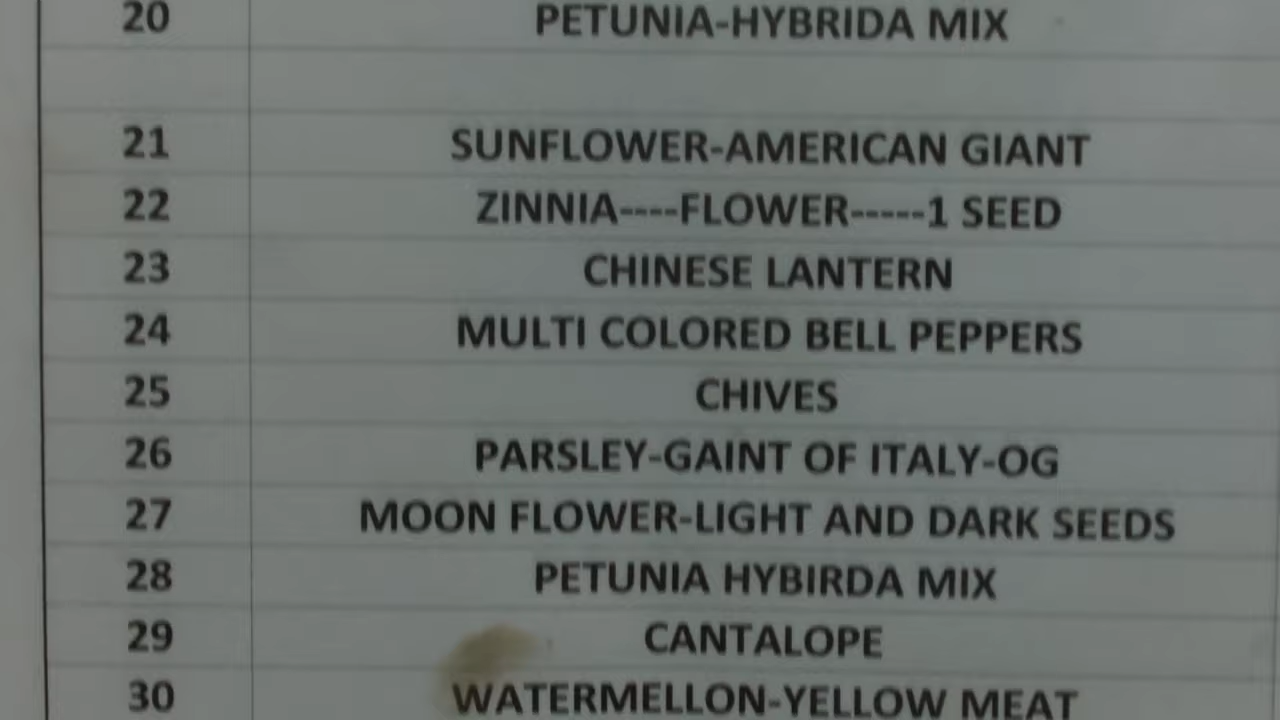 20 PETUNIA-HYBRIDA MIX
21 SUNFLOWER-AMERICAN GIANT
22 ZINNIA----FLOWER-----1 SEED
23 CHINESE LANTERN
24 MULTI COLORED BELL PEPPERS
25 CHIVES
26 PARSLEY-GAINT OF ITALY-OG
27 MOON FLOWER-LIGHT AND DARK SEEDS
28 PETUNIA HYBIRDA MIX
29 CANTALOPE
30 WATERMELLON-YELLOW MEAT